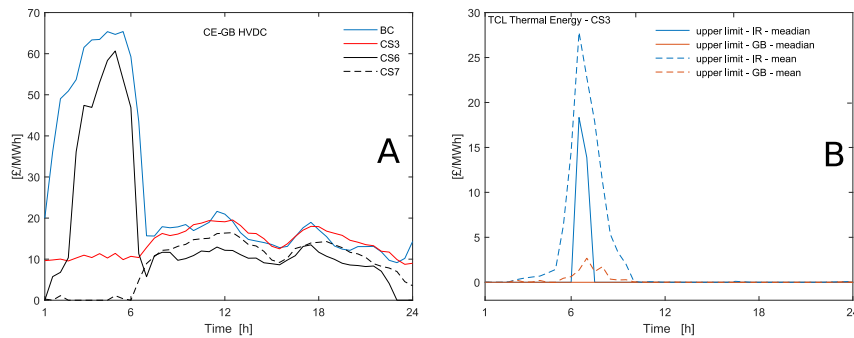 CE-GB HVDC
BC
CS3
CS6
CS7
A
[£/MWh]
70
60
50
40
30
20
10
0
1
6
12
18
24
Time [h]
TCL Thermal Energy - CS3
upper limit - IR - meadian
upper limit - GB - meadian
upper limit - IR - mean
upper limit - GB - mean
B
[£/MWh]
30
25
20
15
10
5
0
1
6
12
18
24
Time [h]